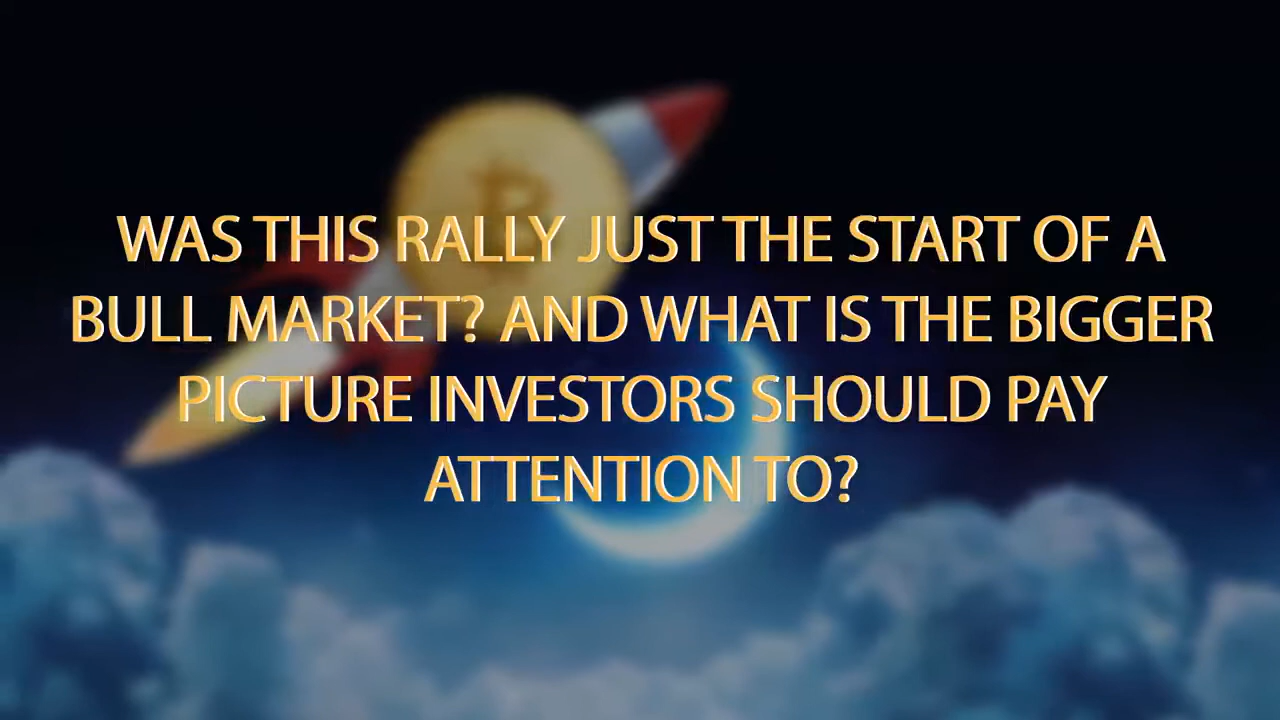 WAS THIS RALLY JUST THE START OF A
BULL MARKET? AND WHAT IS THE BIGGER
PICTURE INVESTORS SHOULD PAY
ATTENTION TO?